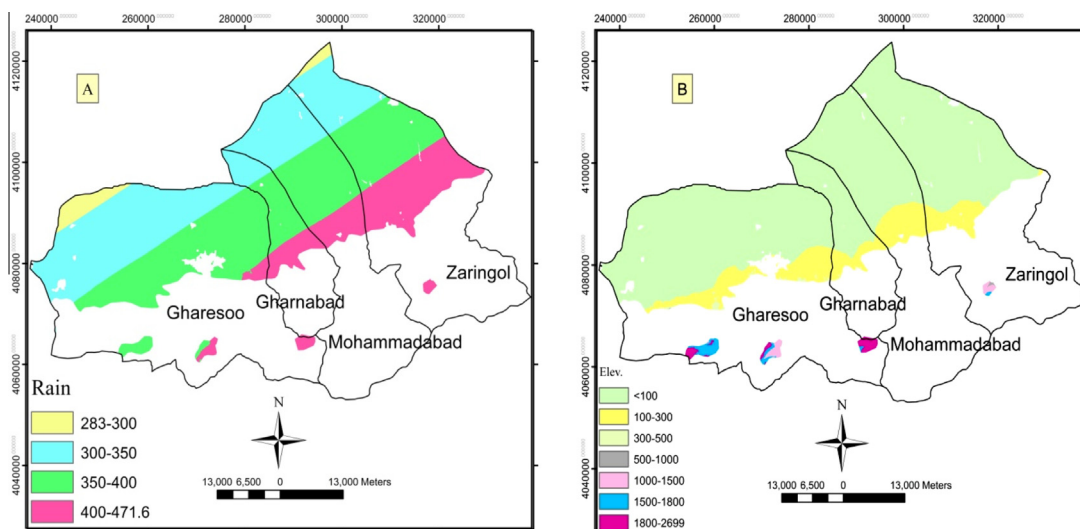 240000 260000 280000 300000 320000
4120000
4100000
4080000
4060000
4040000
A
Zaringol
Gharnabad
Gharesoo
Mohammadabad
Rain
283-300
300-350
350-400
400-471.6
N
13,000 6,500 0 13,000 Meters
240000 260000 280000 300000 320000
4120000
4100000
4080000
4060000
4040000
B
Zaringol
Gharnabad
Gharesoo
Mohammadabad
Elev.
<100
100-300
300-500
500-1000
1000-1500
1500-1800
1800-2699
N
13,000 6,500 0 13,000 Meters